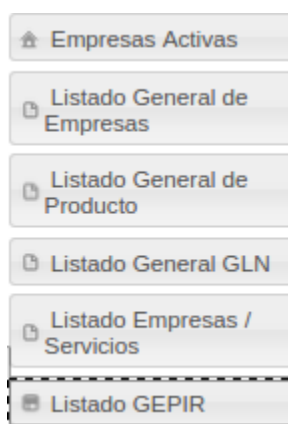 Empresas Activas
Listado General de
Empresas
Listado General de
Producto
Listado General GLN
Listado Empresas /
Servicios
Listado GEPIR